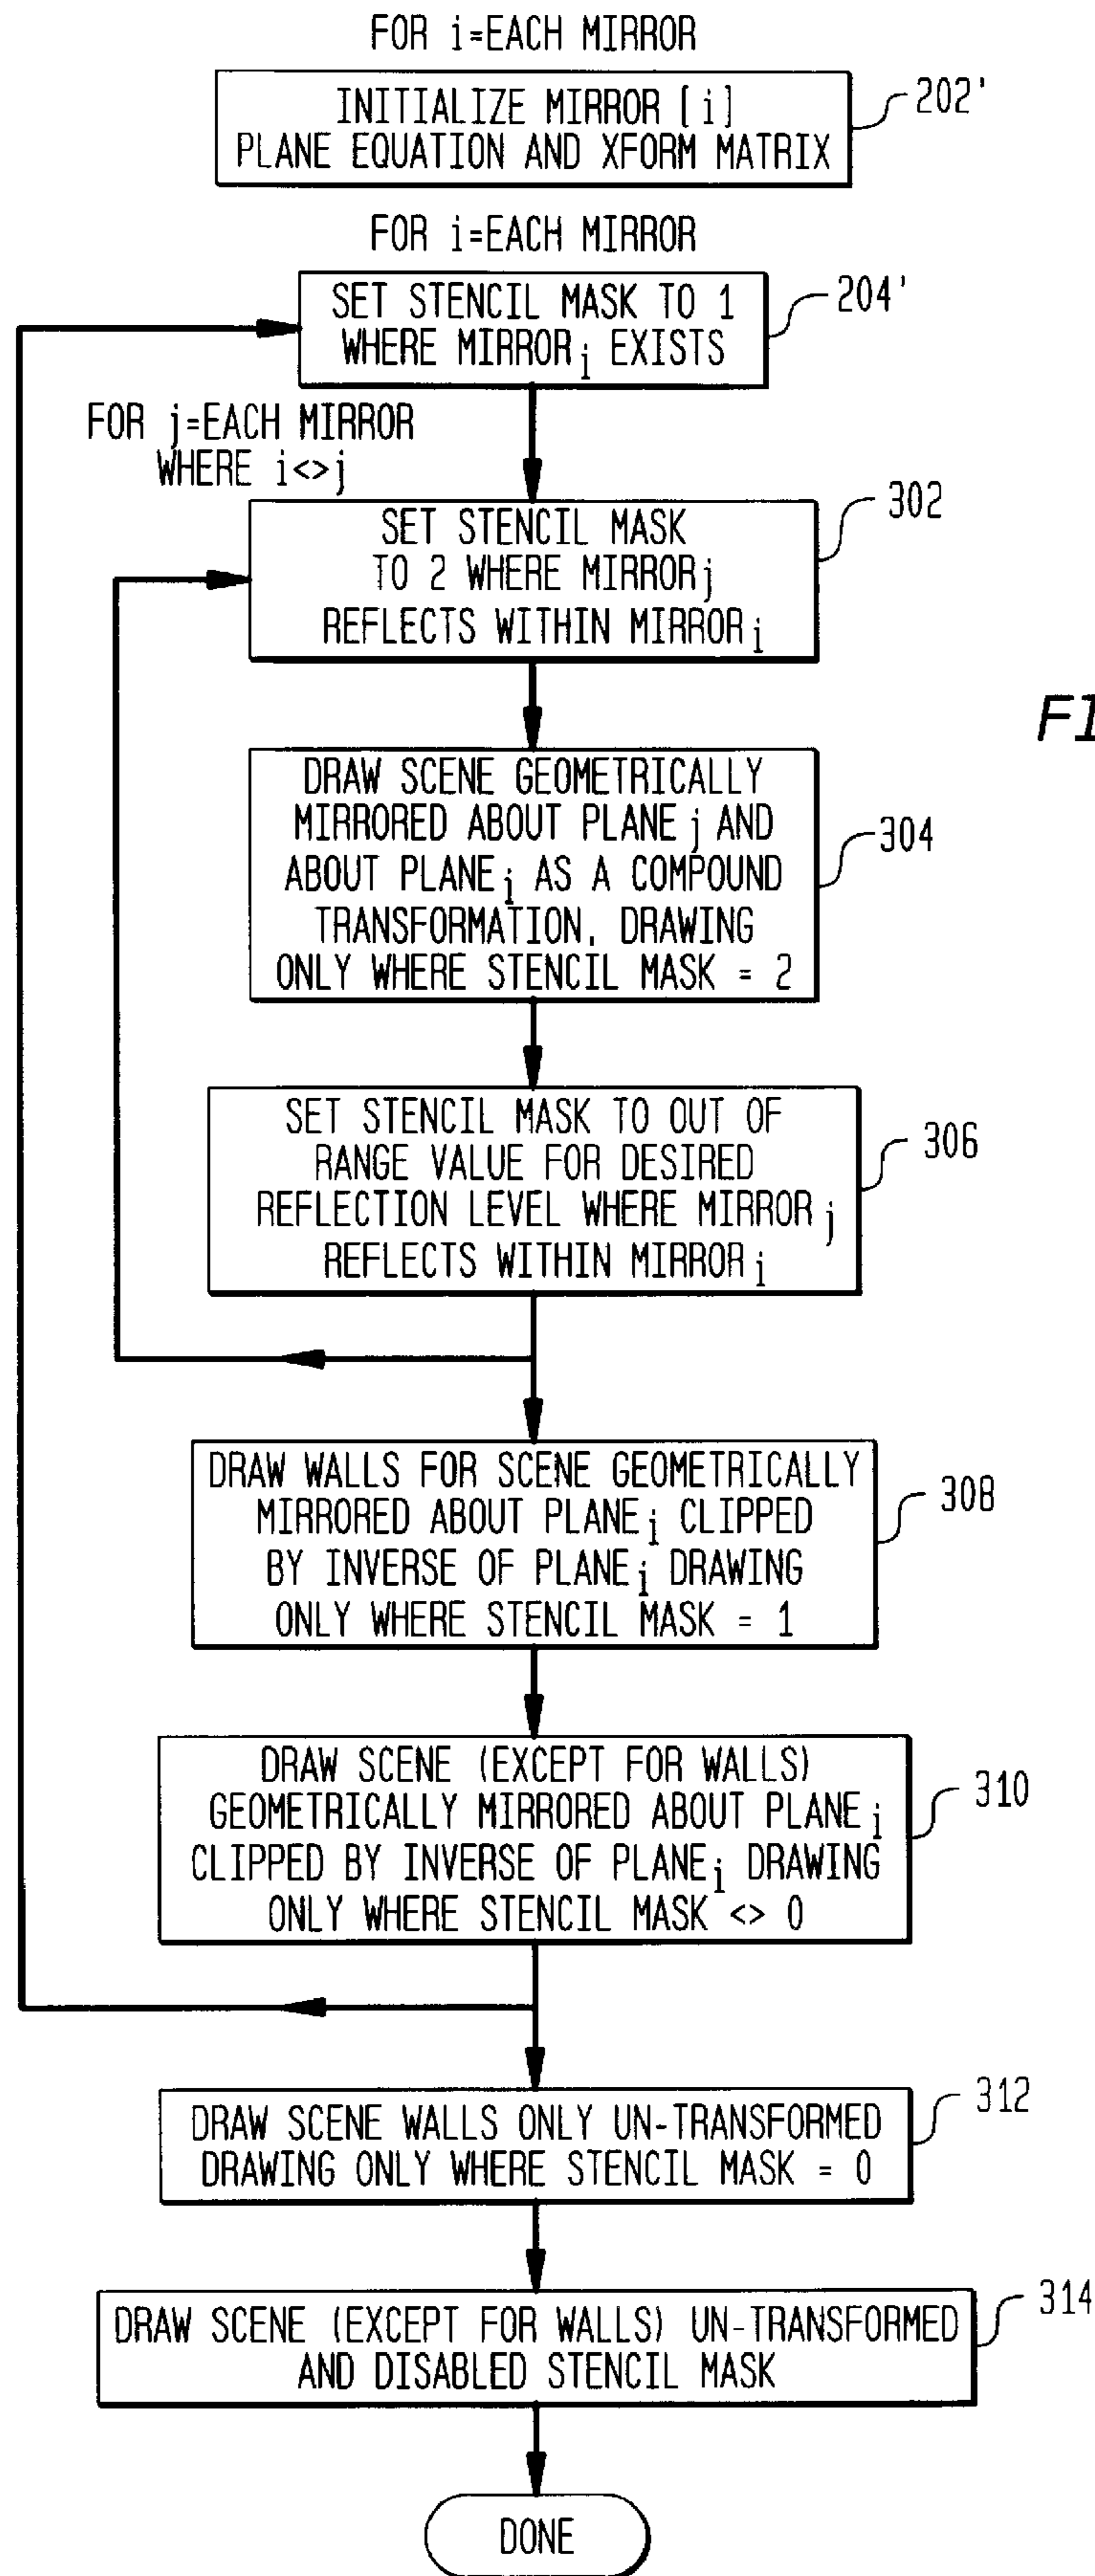 FOR i=EACH MIRROR
INITIALIZE MIRROR [i]
PLANE EQUATION AND XFORM MATRIX
202'
FOR i=EACH MIRROR
SET STENCIL MASK TO 1
WHERE MIRROR i EXISTS
204'
FOR j=EACH MIRROR
WHERE i<>j
SET STENCIL MASK
TO 2 WHERE MIRROR j
REFLECTS WITHIN MIRROR i
302
FI
DRAW SCENE GEOMETRICALLY
MIRRORED ABOUT PLANE j AND
ABOUT PLANE i AS A COMPOUND
TRANSFORMATION, DRAWING
ONLY WHERE STENCIL MASK = 2
304
SET STENCIL MASK TO OUT OF
RANGE VALUE FOR DESIRED
REFLECTION LEVEL WHERE MIRROR j
REFLECTS WITHIN MIRROR i
306
DRAW WALLS FOR SCENE GEOMETRICALLY
MIRRORED ABOUT PLANE i CLIPPED
BY INVERSE OF PLANE i DRAWING
ONLY WHERE STENCIL MASK = 1
308
DRAW SCENE (EXCEPT FOR WALLS)
GEOMETRICALLY MIRRORED ABOUT PLANE i
CLIPPED BY INVERSE OF PLANE i DRAWING
ONLY WHERE STENCIL MASK <> 0
310
DRAW SCENE WALLS ONLY UN-TRANSFORMED
DRAWING ONLY WHERE STENCIL MASK = 0
312
DRAW SCENE (EXCEPT FOR WALLS) UN-TRANSFORMED
AND DISABLED STENCIL MASK
314
DONE